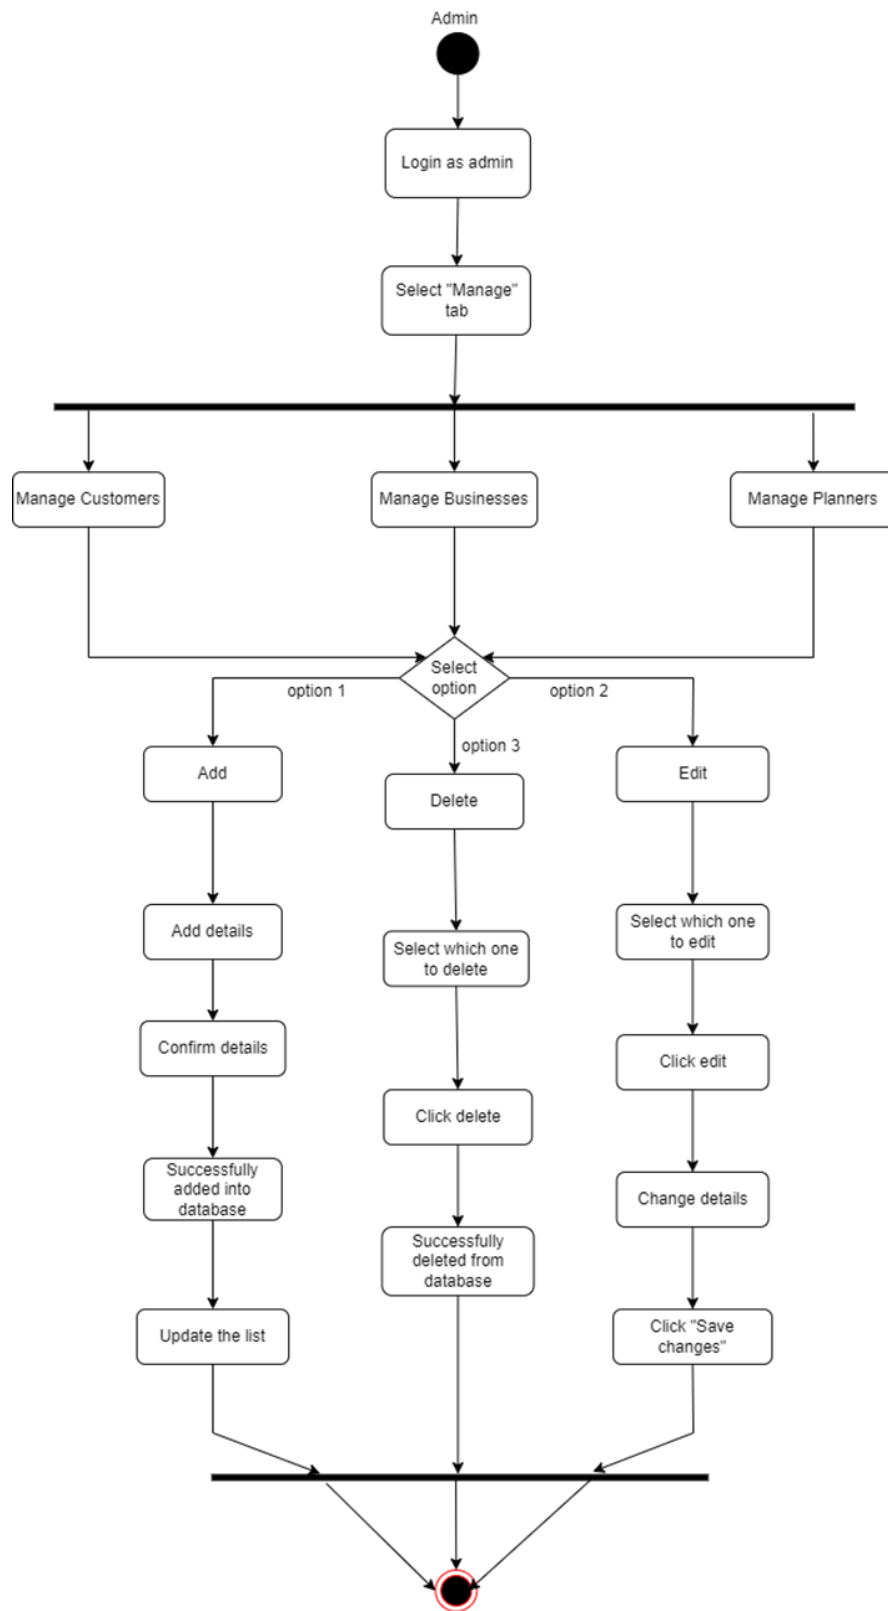 Admin
Login as admin
Select "Manage"
tab
Manage Customers
Manage Businesses
Manage Planners
Select
option
option 1
option 2
option 3
Add
Delete
Edit
Add details
Select which one
to delete
Select which one
to edit
Confirm details
Click delete
Click edit
Successfully
added into
database
Successfully
deleted from
database
Change details
Update the list
Click "Save
changes"